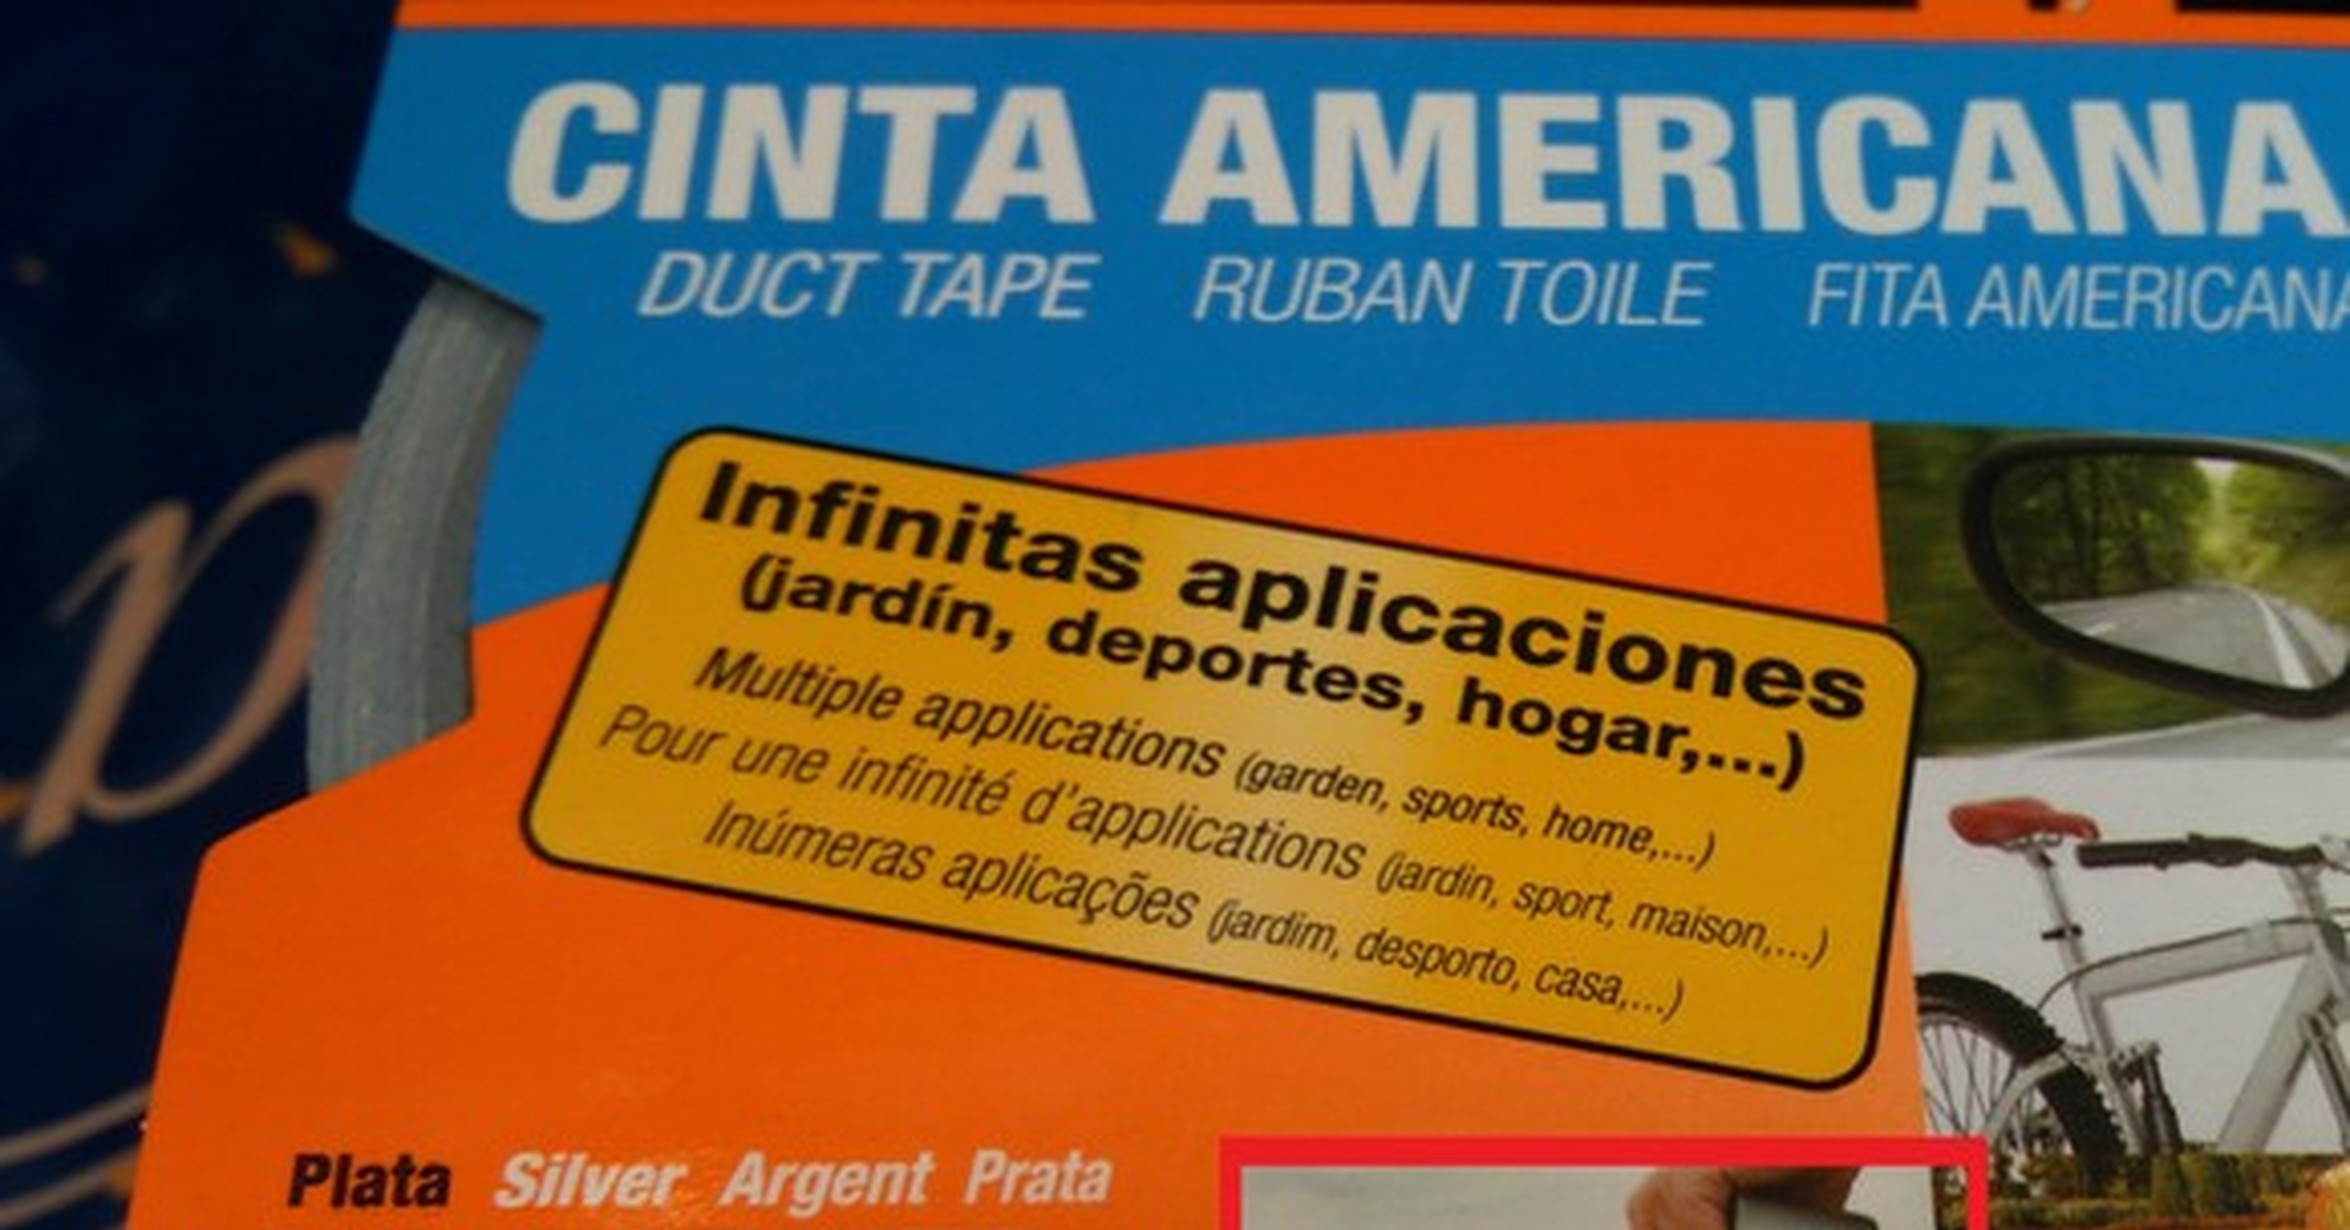 CINTA AMERICANA
DUCT TAPE RUBAN TOILE FITA AMERICANA
Infinitas aplicaciones
(jardín, deportes, hogar,...)
Multiple applications (garden, sports, home,...)
Pour une infinité d'applications (jardin, sport, maison,...)
Inúmeras aplicações (jardim, desporto, casa,...)
Plata Silver Argent Prata